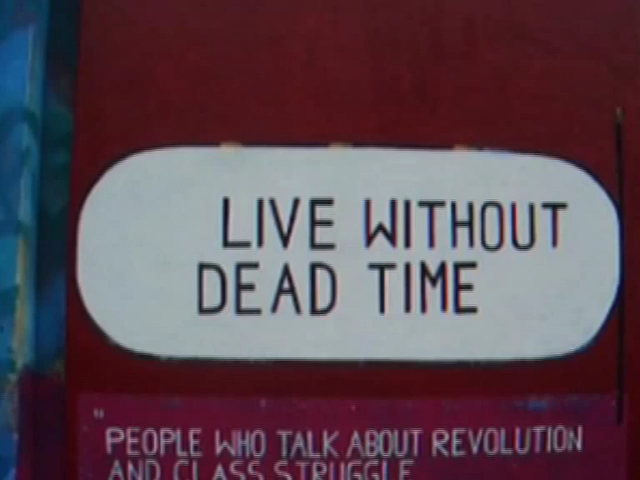 LIVE WITHOUT
DEAD TIME
"
PEOPLE WHO TALK ABOUT REVOLUTION
AND CLASS STRUGGLE